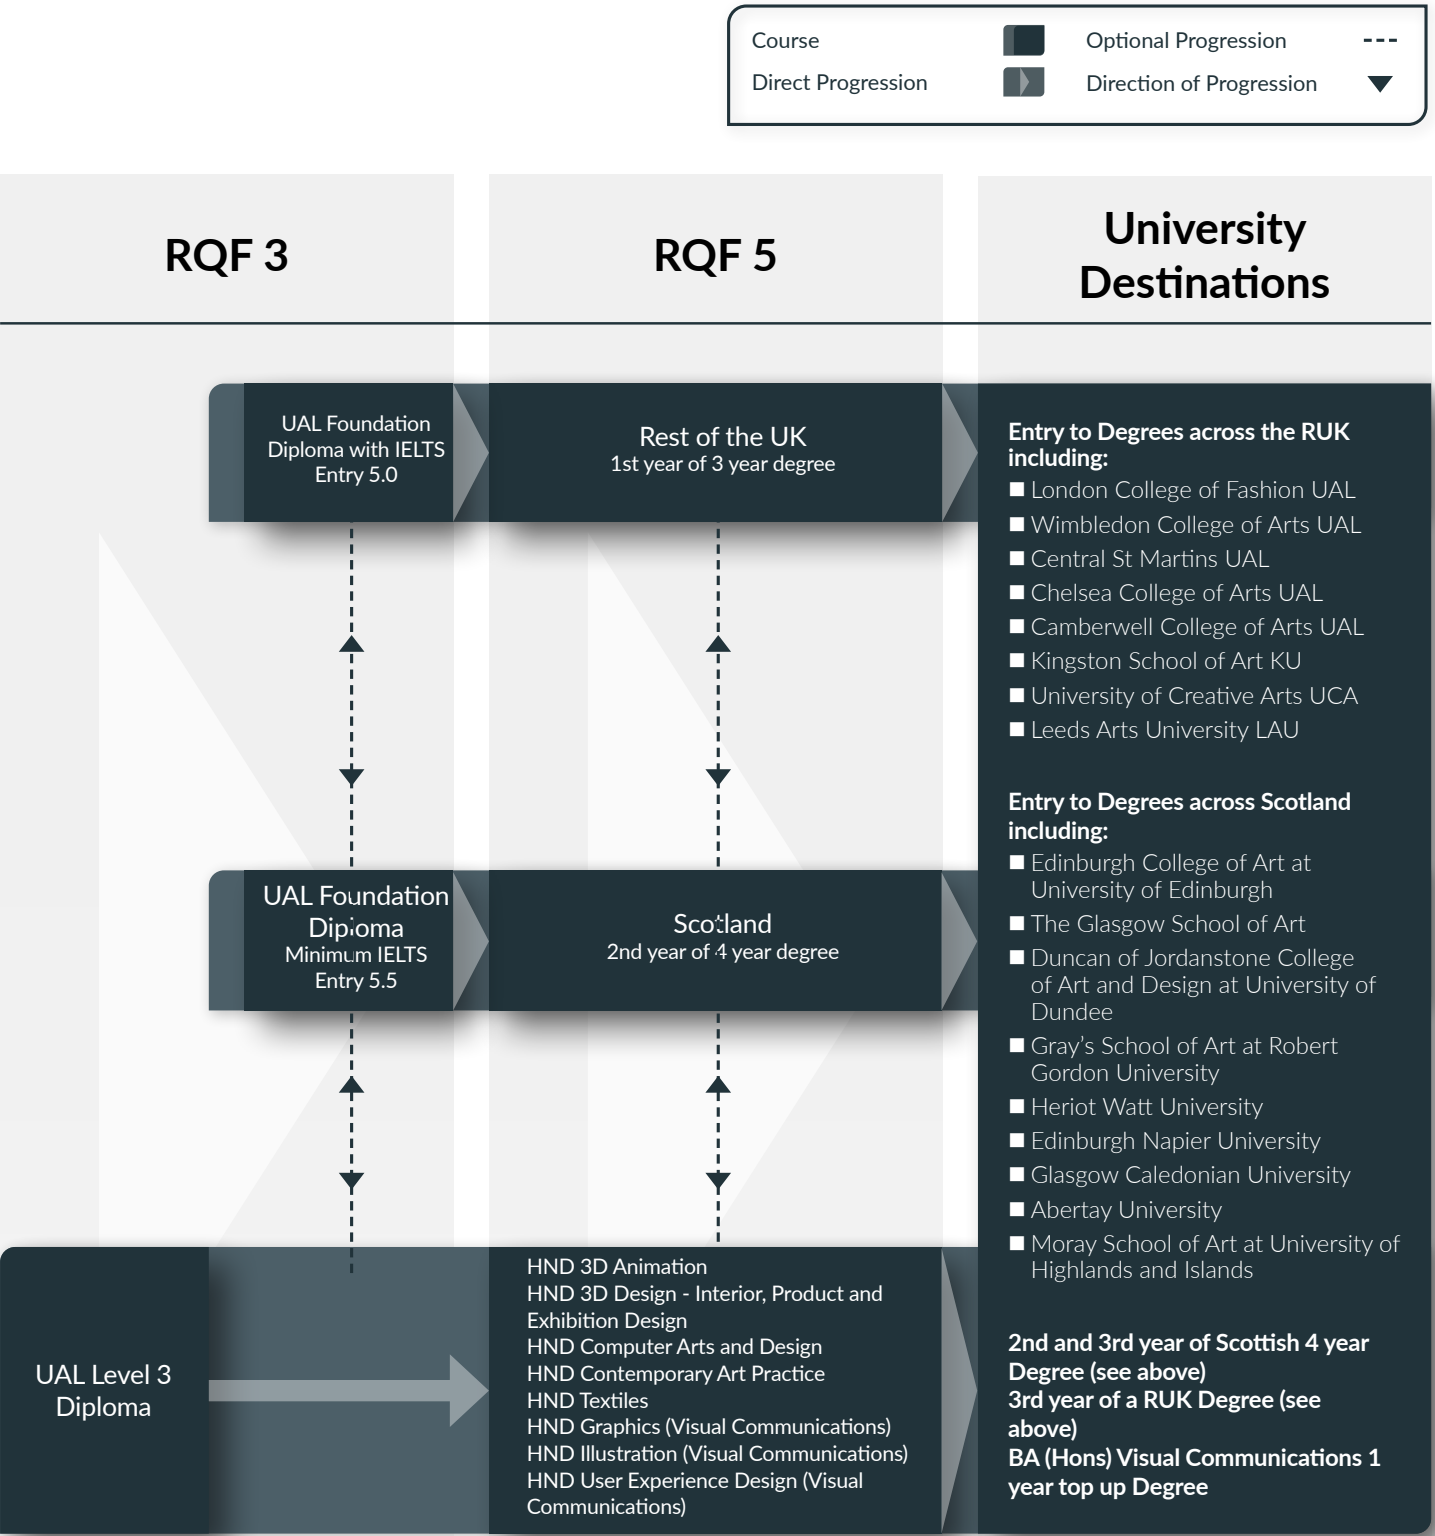 Course
Optional Progression
Direct Progression
Direction of Progression
RQF 3
RQF 5
University
Destinations
UAL Foundation
Diploma with IELTS
Entry 5.0
Rest of the UK
1st year of 3 year degree
Entry to Degrees across the RUK
including:
London College of Fashion UAL
Wimbledon College of Arts UAL
Central St Martins UAL
Chelsea College of Arts UAL
Camberwell College of Arts UAL
Kingston School of Art KU
University of Creative Arts UCA
Leeds Arts University LAU
Entry to Degrees across Scotland
including:
Edinburgh College of Art at
University of Edinburgh
The Glasgow School of Art
Duncan of Jordanstone College
of Art and Design at University of
Dundee
Gray’s School of Art at Robert
Gordon University
Heriot Watt University
Edinburgh Napier University
Glasgow Caledonian University
Abertay University
Moray School of Art at University of
Highlands and Islands
2nd and 3rd year of Scottish 4 year
Degree (see above)
3rd year of a RUK Degree (see
above)
BA (Hons) Visual Communications 1
year top up Degree
UAL Foundation
Diploma
Minimum IELTS
Entry 5.5
Scotland
2nd year of 4 year degree
UAL Level 3
Diploma
HND 3D Animation
HND 3D Design - Interior, Product and
Exhibition Design
HND Computer Arts and Design
HND Contemporary Art Practice
HND Textiles
HND Graphics (Visual Communications)
HND Illustration (Visual Communications)
HND User Experience Design (Visual
Communications)